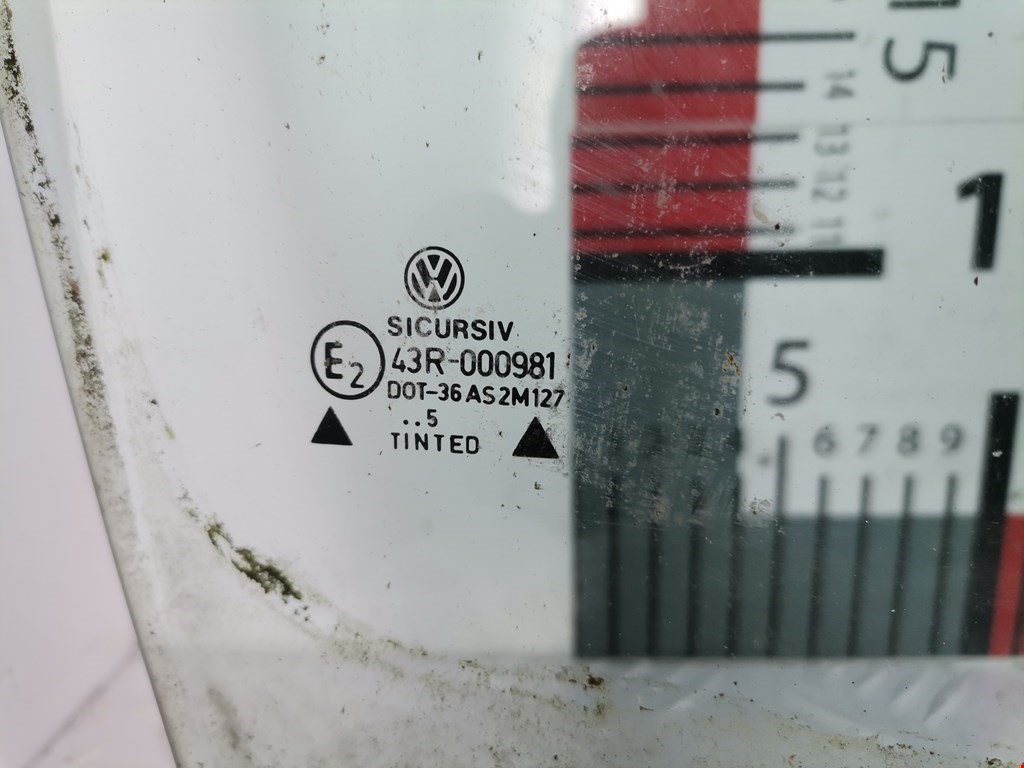 SICURSIV
E2 43R-000981
DOT-36 AS2M127
..5
TINTED
15
14
13
12
11
1
5
6 7 8 9